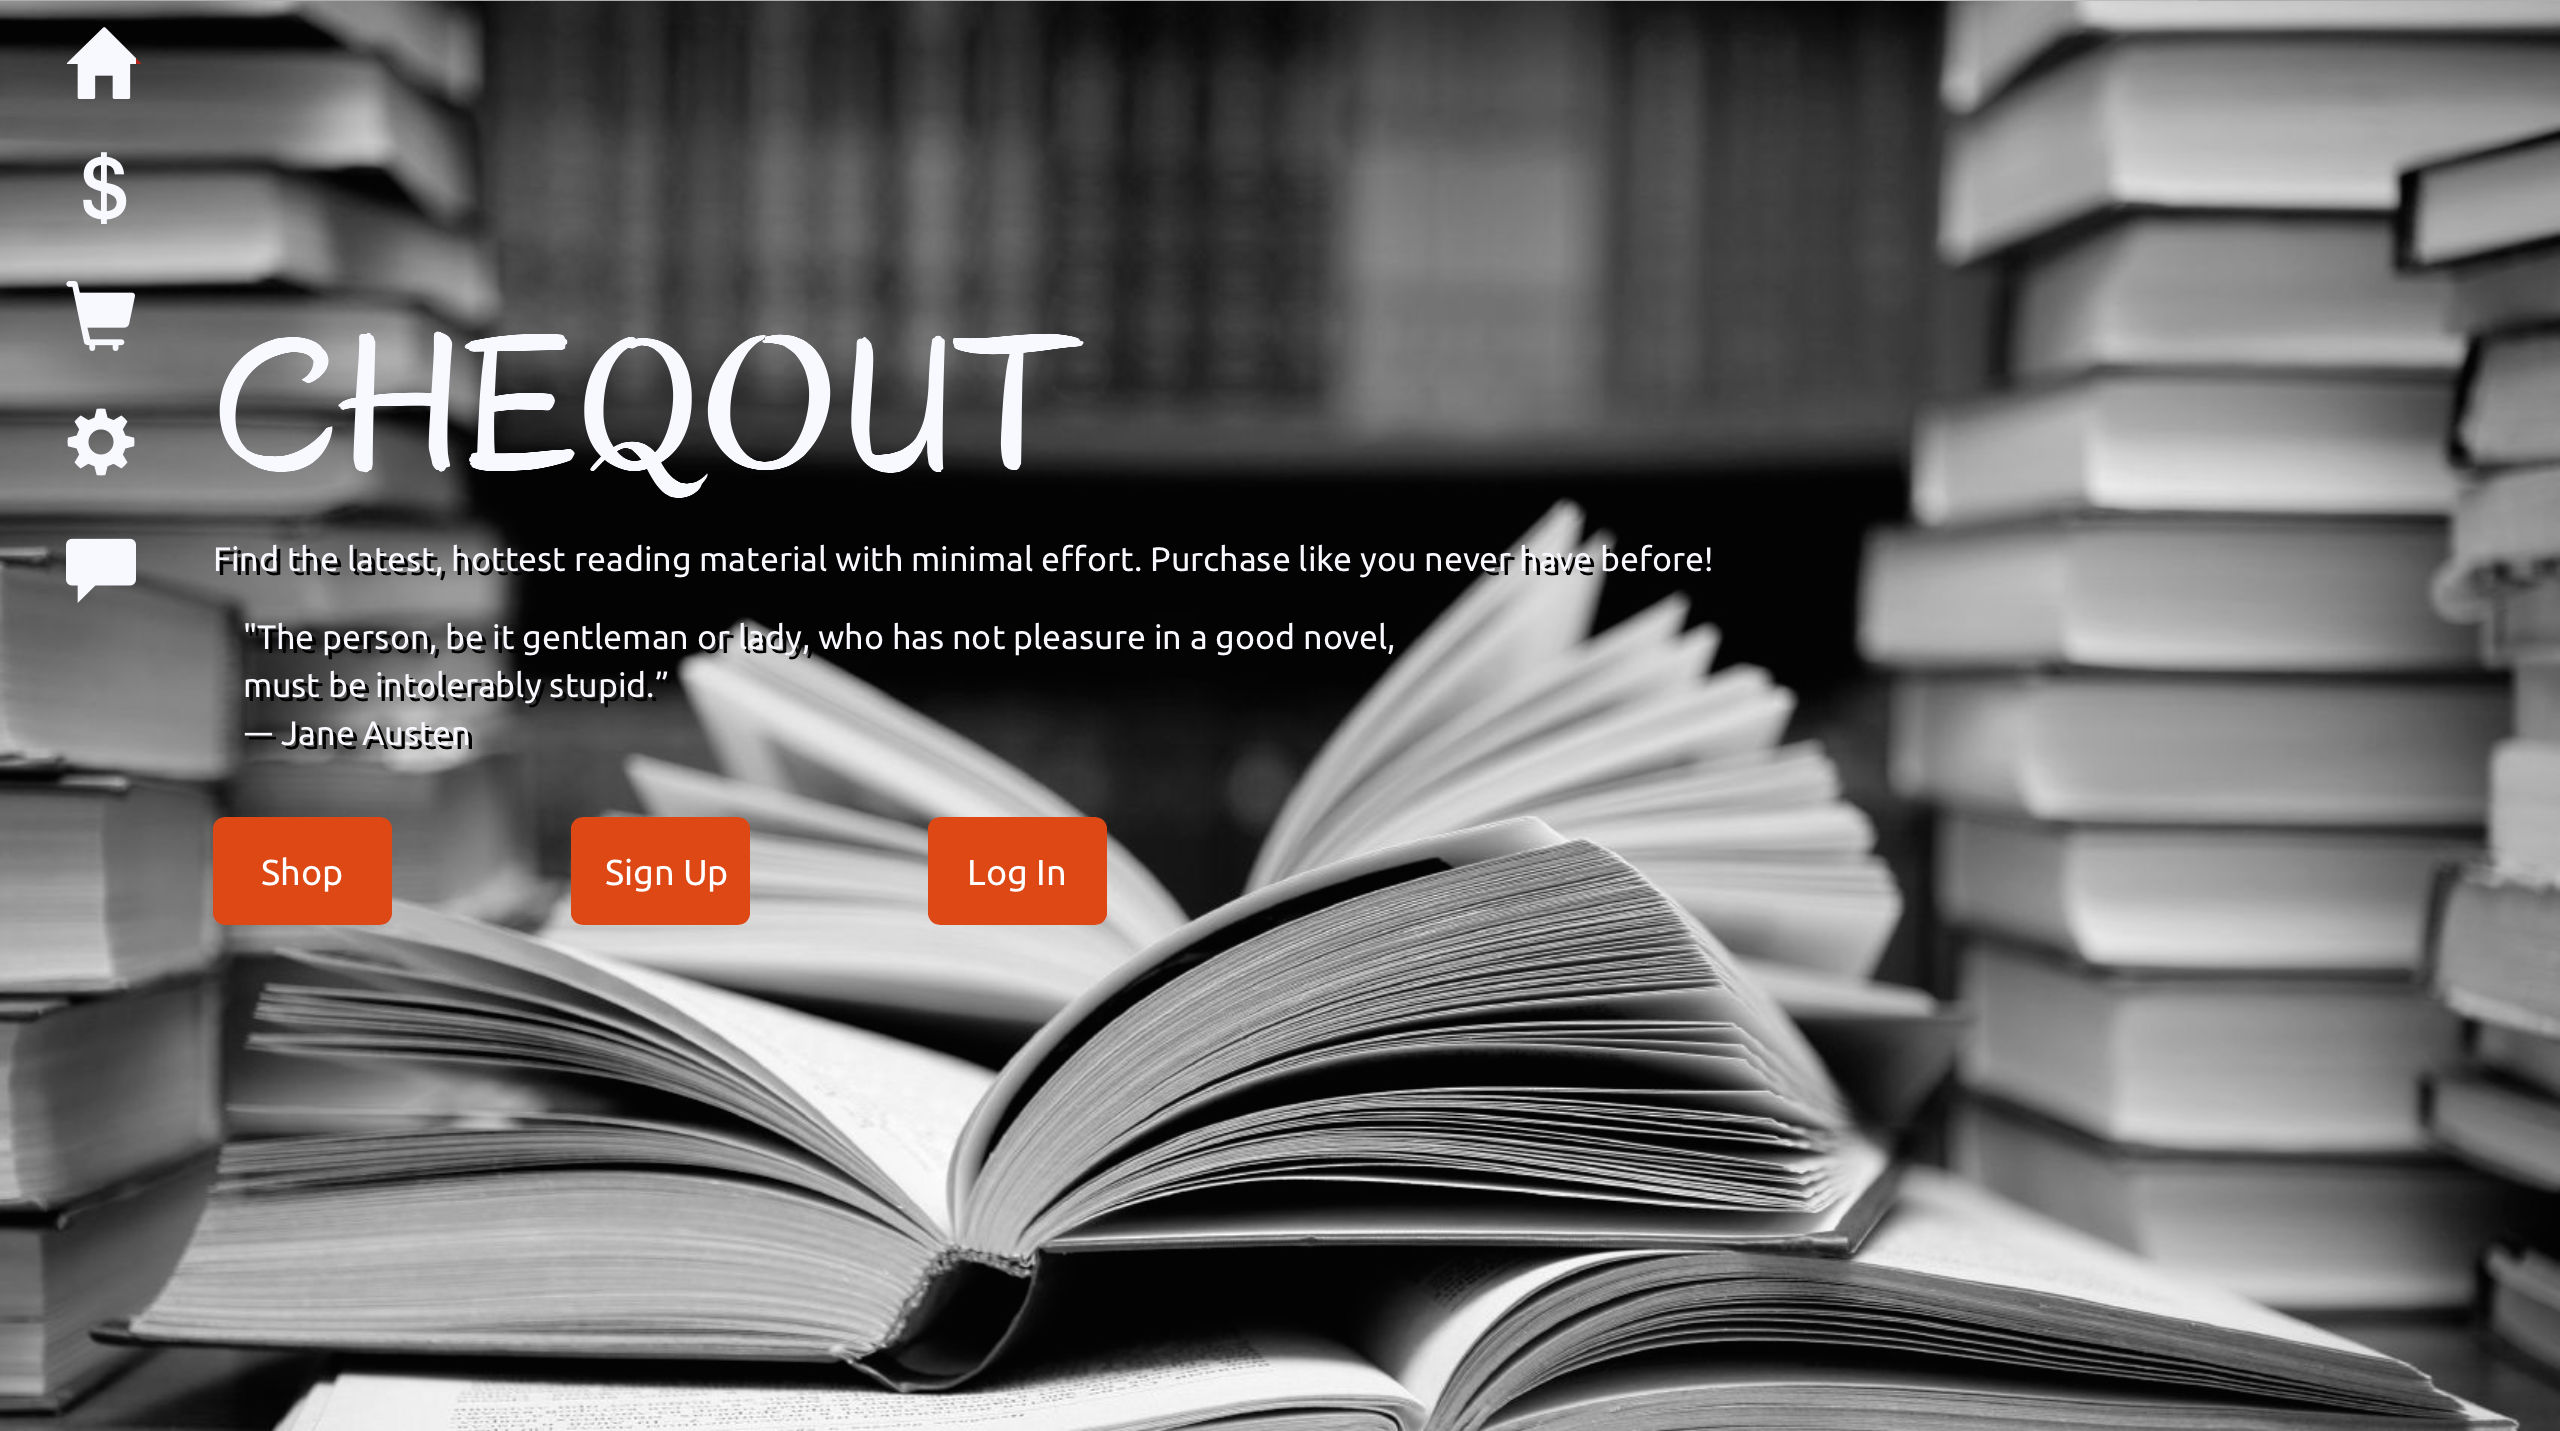 $
CHEQOUT
Find the latest, hottest reading material with minimal effort. Purchase like you never have before!
"The person, be it gentleman or lady, who has not pleasure in a good novel,
must be intolerably stupid.”
— Jane Austen
Shop
Sign Up
Log In